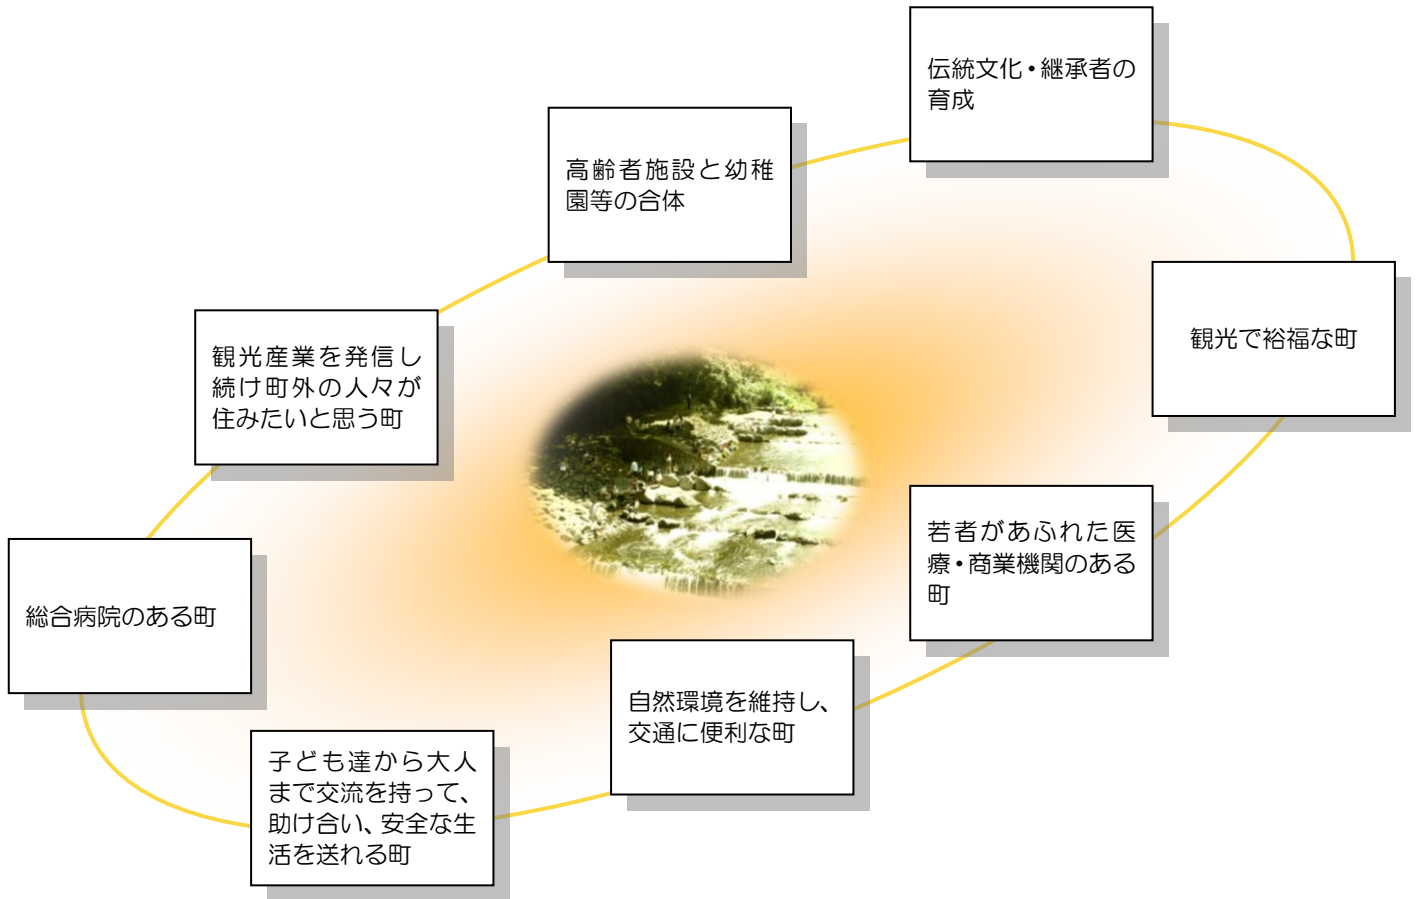 伝統文化・継承者の
育成
高齢者施設と幼稚
園等の合体
観光で裕福な町
観光産業を発信し
続け町外の人々が
住みたいと思う町
若者があふれた医
療・商業機関のある
町
総合病院のある町
自然環境を維持し、
交通に便利な町
子ども達から大人
まで交流を持って、
助け合い、安全な生
活を送れる町